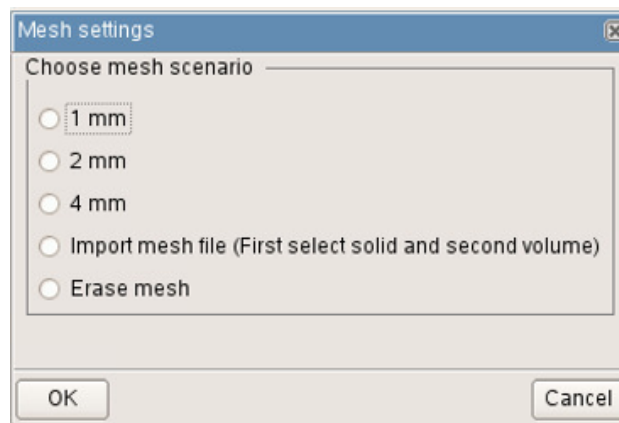 Mesh settings
Choose mesh scenario
1 mm
2 mm
4 mm
Import mesh file (First select solid and second volume)
Erase mesh
OK
Cancel